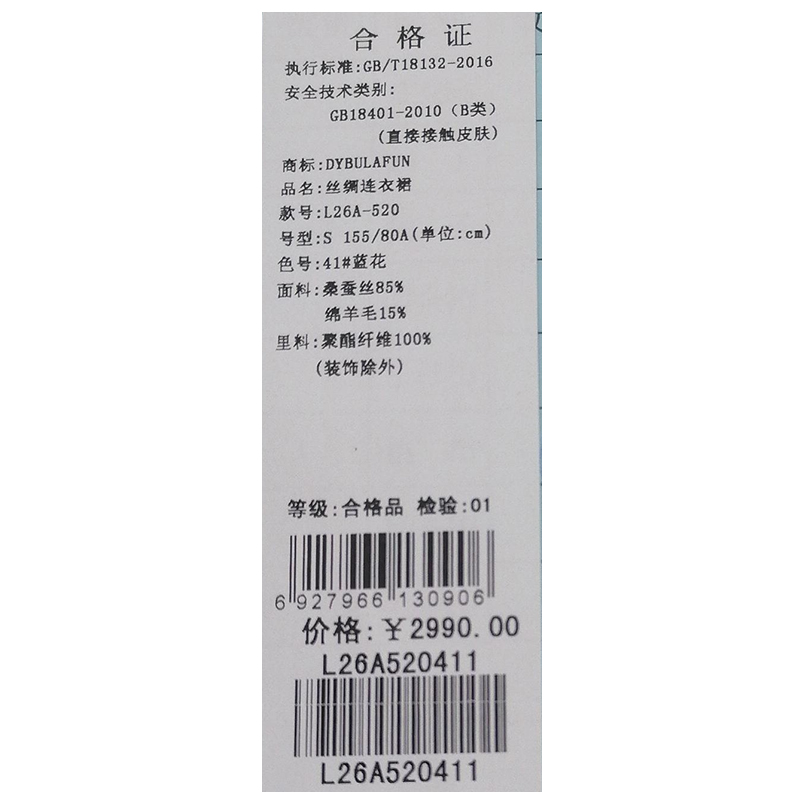 合格证
执行标准:GB/T18132-2016
安全技术类别:
GB18401-2010（B类）
(直接接触皮肤)
商标:DYBULAFUN
品名:丝绸连衣裙
款号:L26A-520
号型:S 155/80A(单位:cm)
色号:41#蓝花
面料:桑蚕丝85%
绵羊毛15%
里料:聚酯纤维100%
(装饰除外)
等级:合格品 检验:01
6 927966 130906
价格:￥2990.00
L26A520411
L26A520411